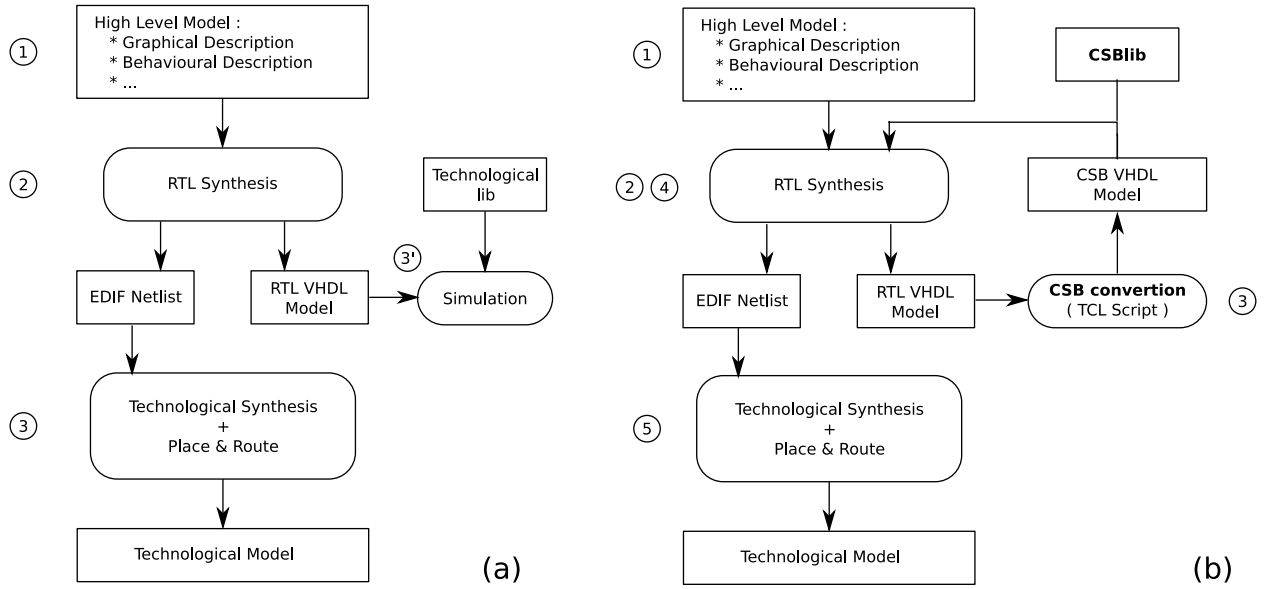 High Level Model :
* Graphical Description
* Behavioural Description
* ...
1
RTL Synthesis
2
Technological
lib
3'
EDIF Netlist
RTL VHDL
Model
Simulation
Technological Synthesis
+
Place & Route
3
Technological Model
(a)
High Level Model :
* Graphical Description
* Behavioural Description
* ...
1
CSBlib
RTL Synthesis
2 4
CSB VHDL
Model
EDIF Netlist
RTL VHDL
Model
CSB convertion
( TCL Script )
3
Technological Synthesis
+
Place & Route
5
Technological Model
(b)